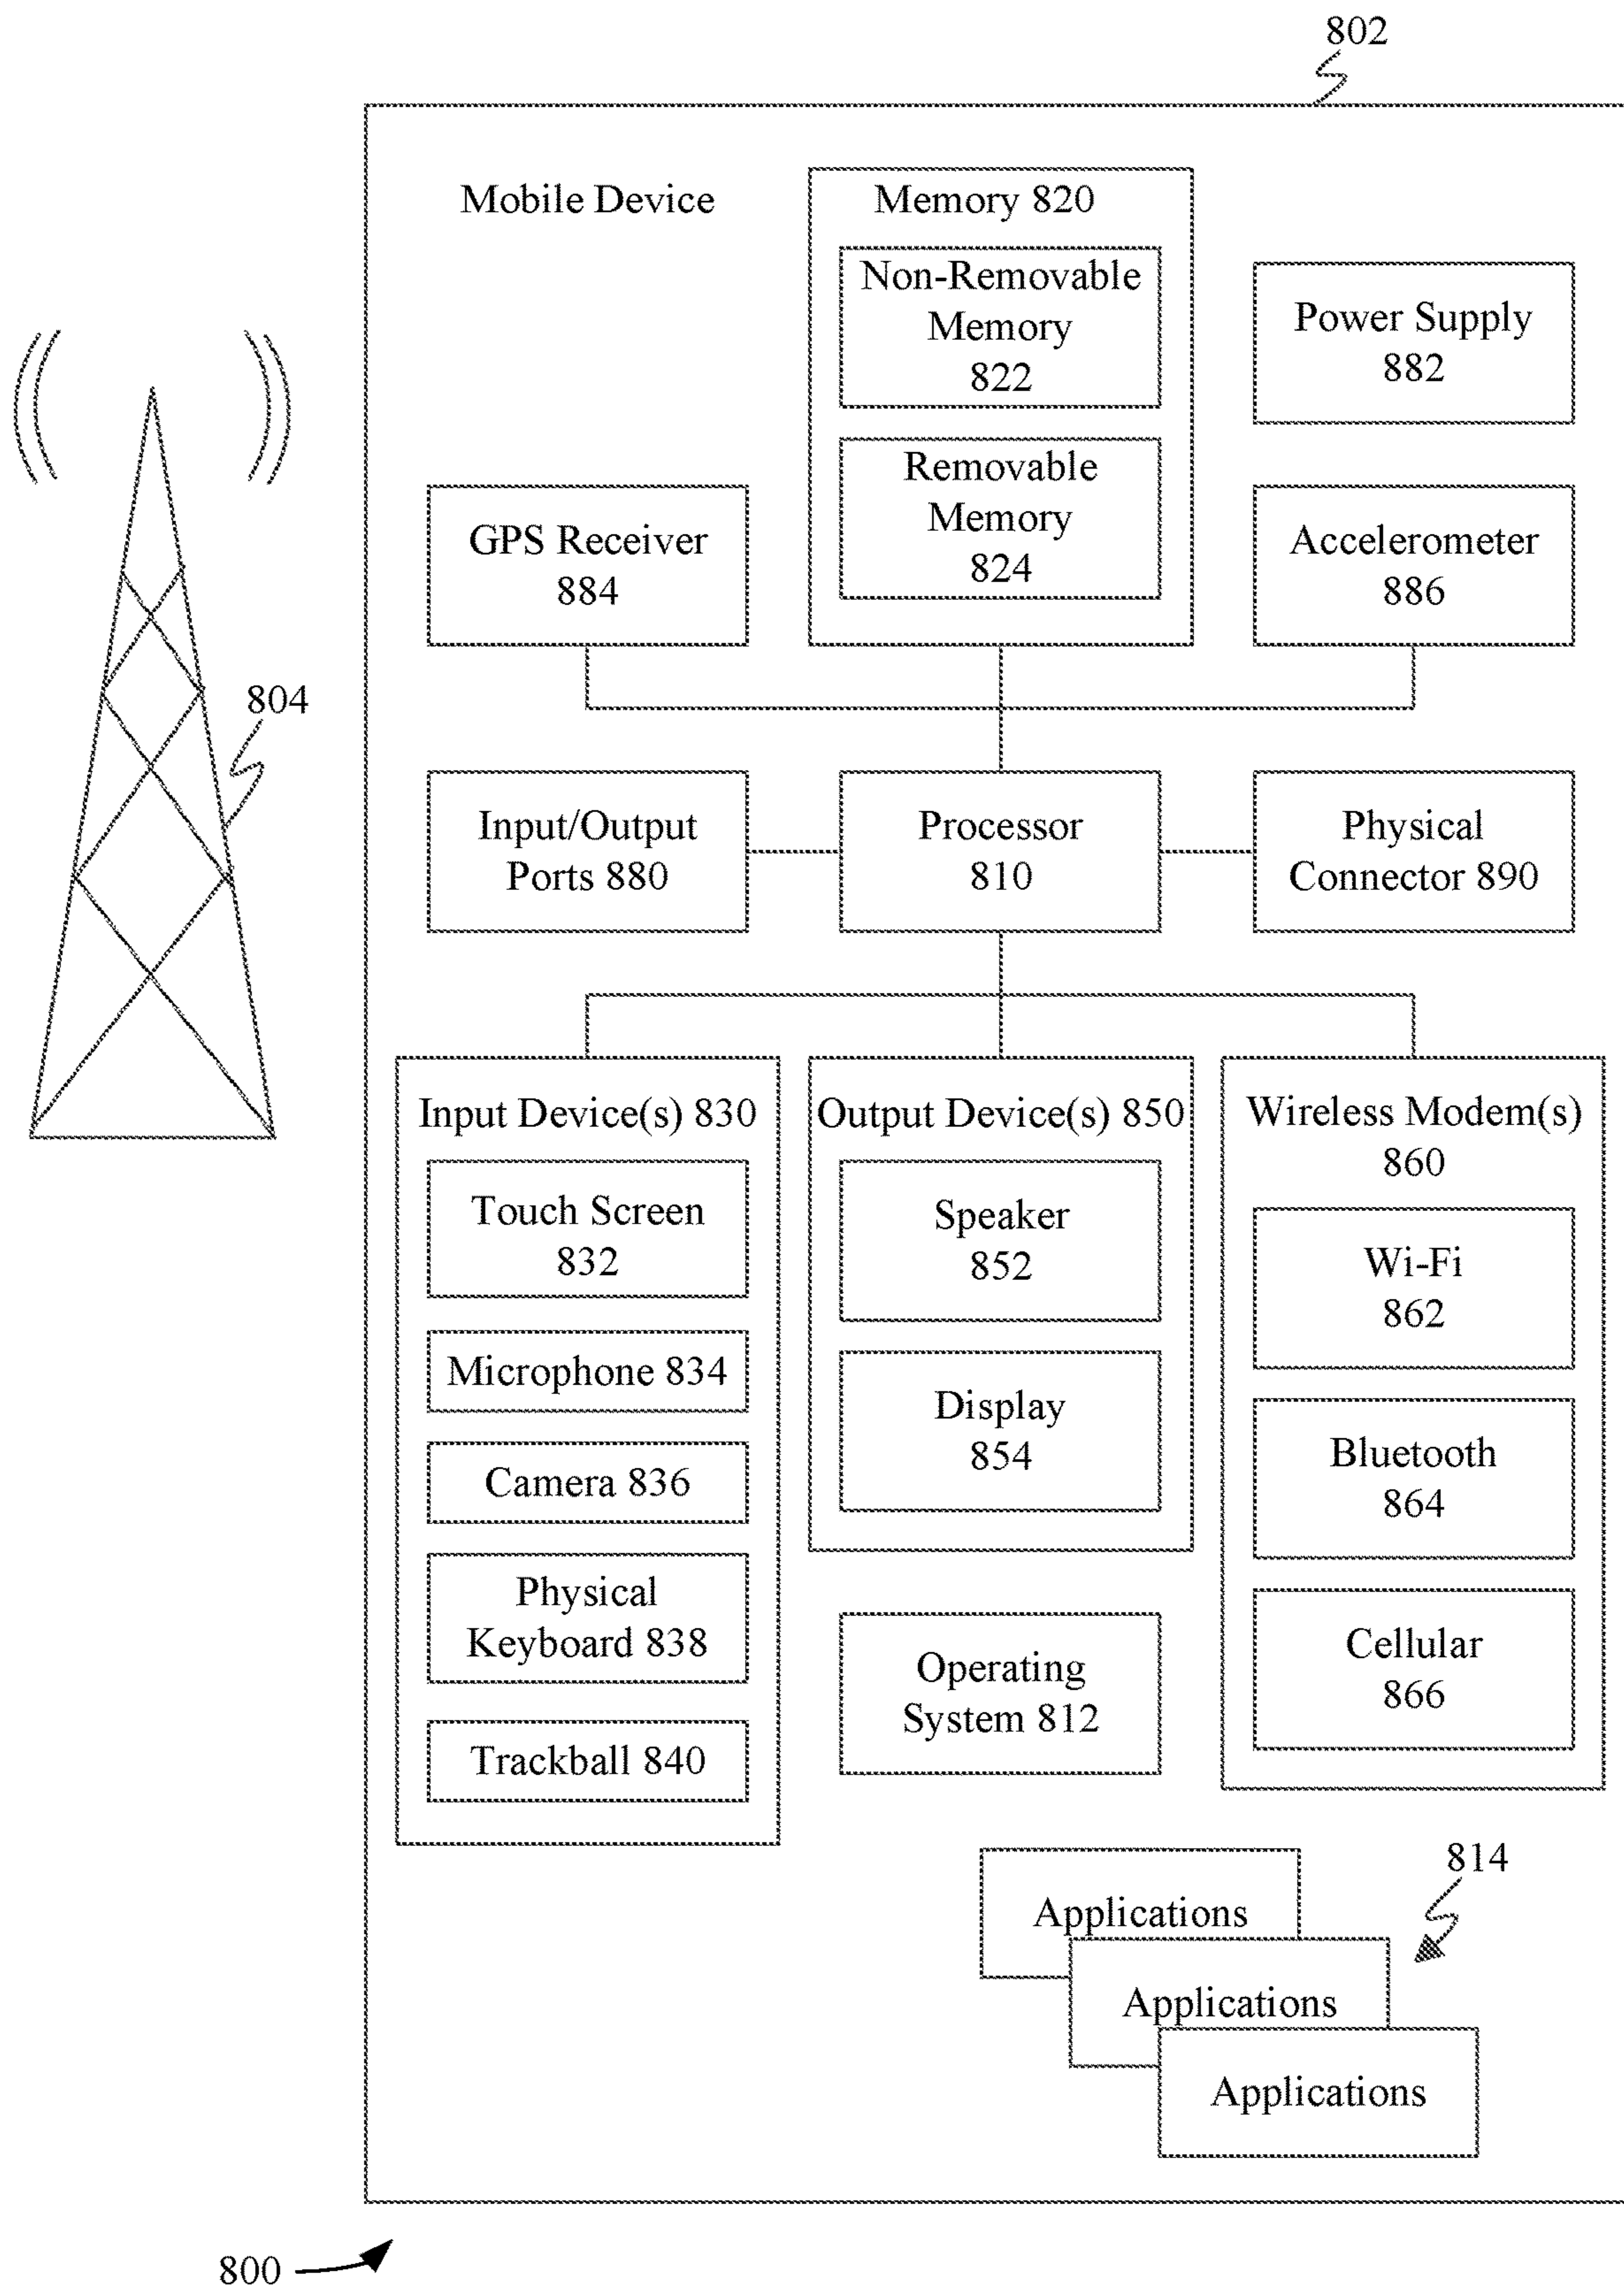 802
Mobile Device
Memory 820
Non-Removable
Memory
822
Removable
Memory
824
Power Supply
882
GPS Receiver
884
Accelerometer
886
804
Input/Output
Ports 880
Processor
810
Physical
Connector 890
Input Device(s) 830
Touch Screen
832
Microphone 834
Camera 836
Physical
Keyboard 838
Trackball 840
Output Device(s) 850
Speaker
852
Display
854
Operating
System 812
Wireless Modem(s)
860
Wi-Fi
862
Bluetooth
864
Cellular
866
814
Applications
Applications
Applications
800